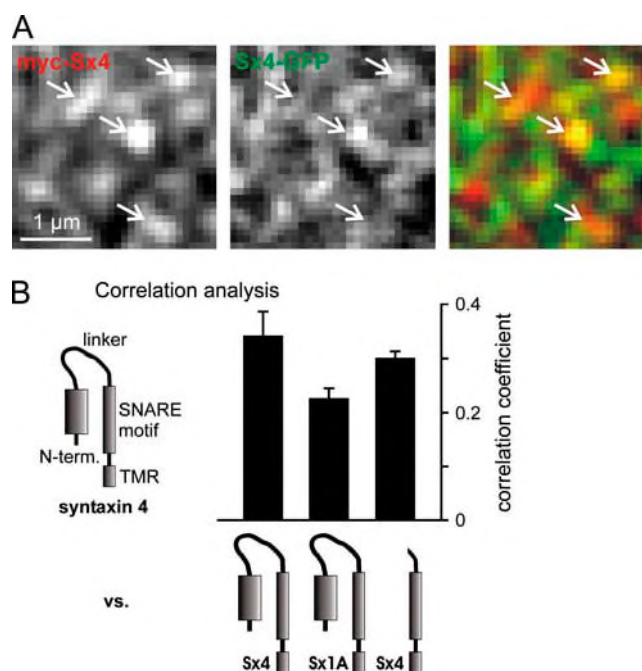 A
myc-Sx4
Sx4-GFP
1 µm
B
Correlation analysis
linker
SNARE
motif
N-term.
TMR
syntaxin 4
0.4
0.2
0
correlation coefficient
vs.
Sx4
Sx1A
Sx4